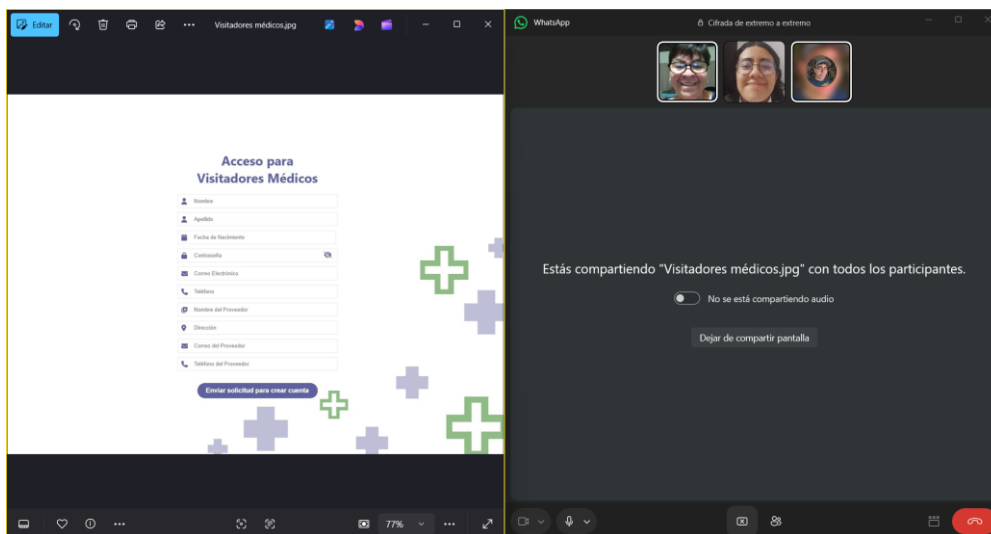 Editar
Visitadores médicos.jpg
Acceso para
Visitadores Médicos
Nombre
Apellido
Fecha de Nacimiento
Contraseña
Correo Electrónico
Teléfono
Nombre del Proveedor
Dirección
Correo del Proveedor
Teléfono del Proveedor
Enviar solicitud para crear cuenta
77%
WhatsApp
Cifrada de extremo a extremo
Estás compartiendo "Visitadores médicos.jpg" con todos los participantes.
No se está compartiendo audio
Dejar de compartir pantalla